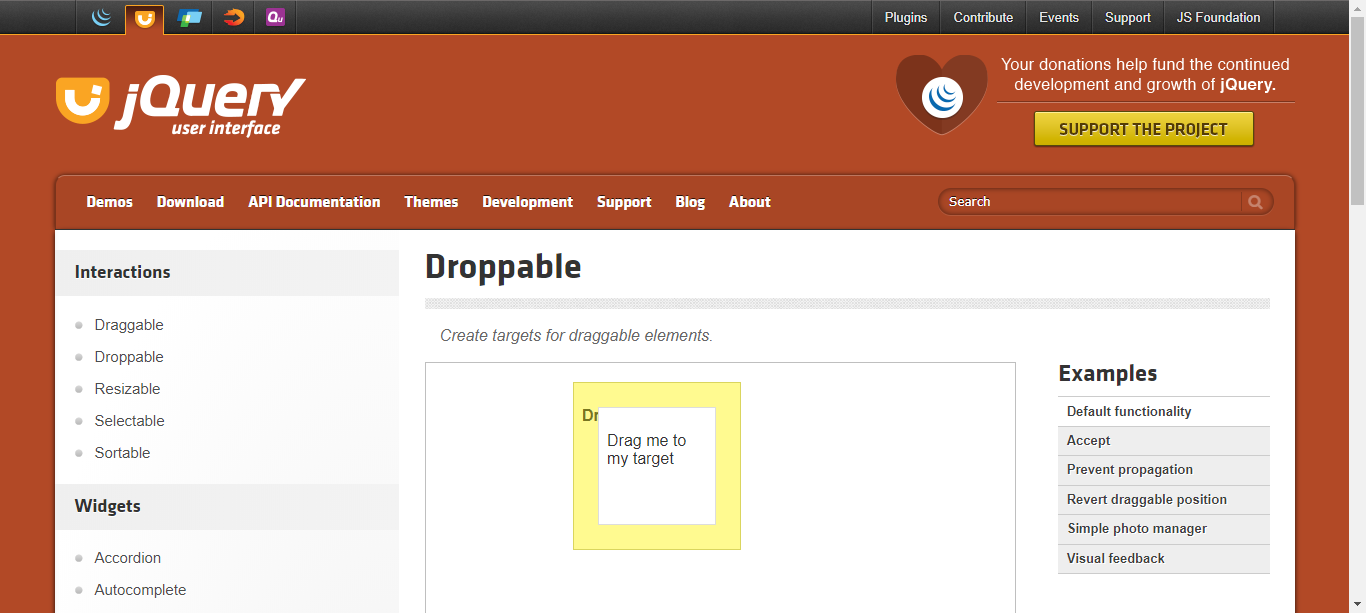 Qu
Plugins
Contribute
Events
Support
JS Foundation
jQuery
user interface
Your donations help fund the continued
development and growth of jQuery.
SUPPORT THE PROJECT
Demos
Download
API Documentation
Themes
Development
Support
Blog
About
Search
Interactions
Draggable
Droppable
Resizable
Selectable
Sortable
Widgets
Accordion
Autocomplete
Droppable
Create targets for draggable elements.
Dr
Drag me to
my target
Examples
Default functionality
Accept
Prevent propagation
Revert draggable position
Simple photo manager
Visual feedback